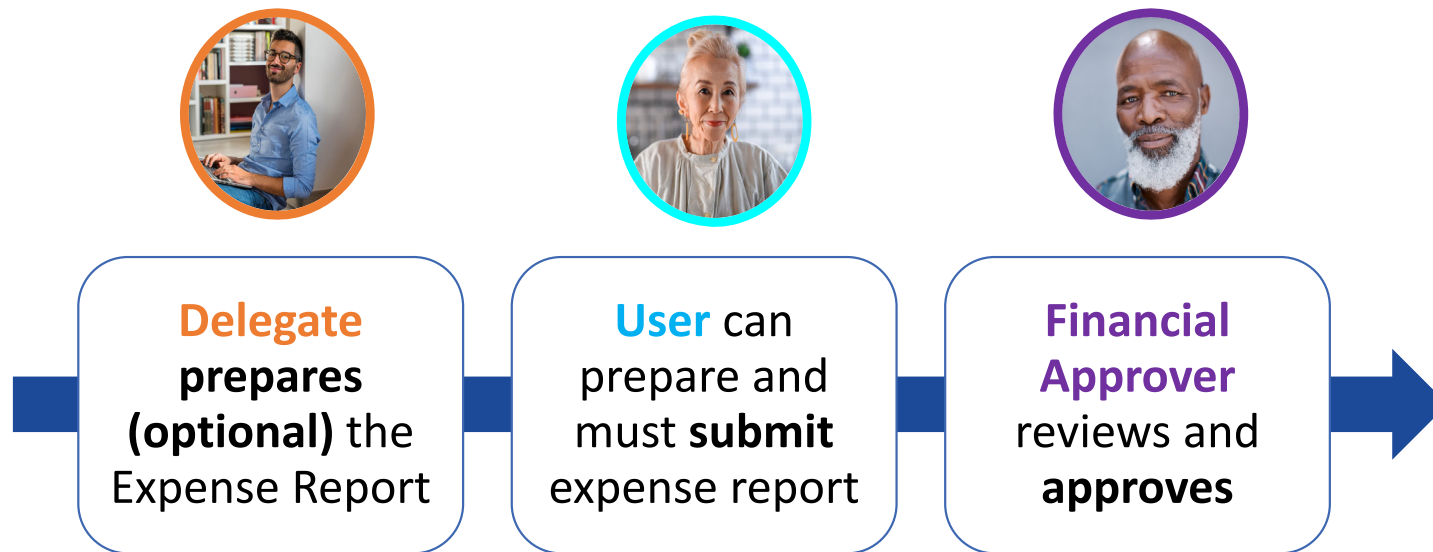 Delegate
prepares
(optional) the
Expense Report
User can
prepare and
must submit
expense report
Financial
Approver
reviews and
approves